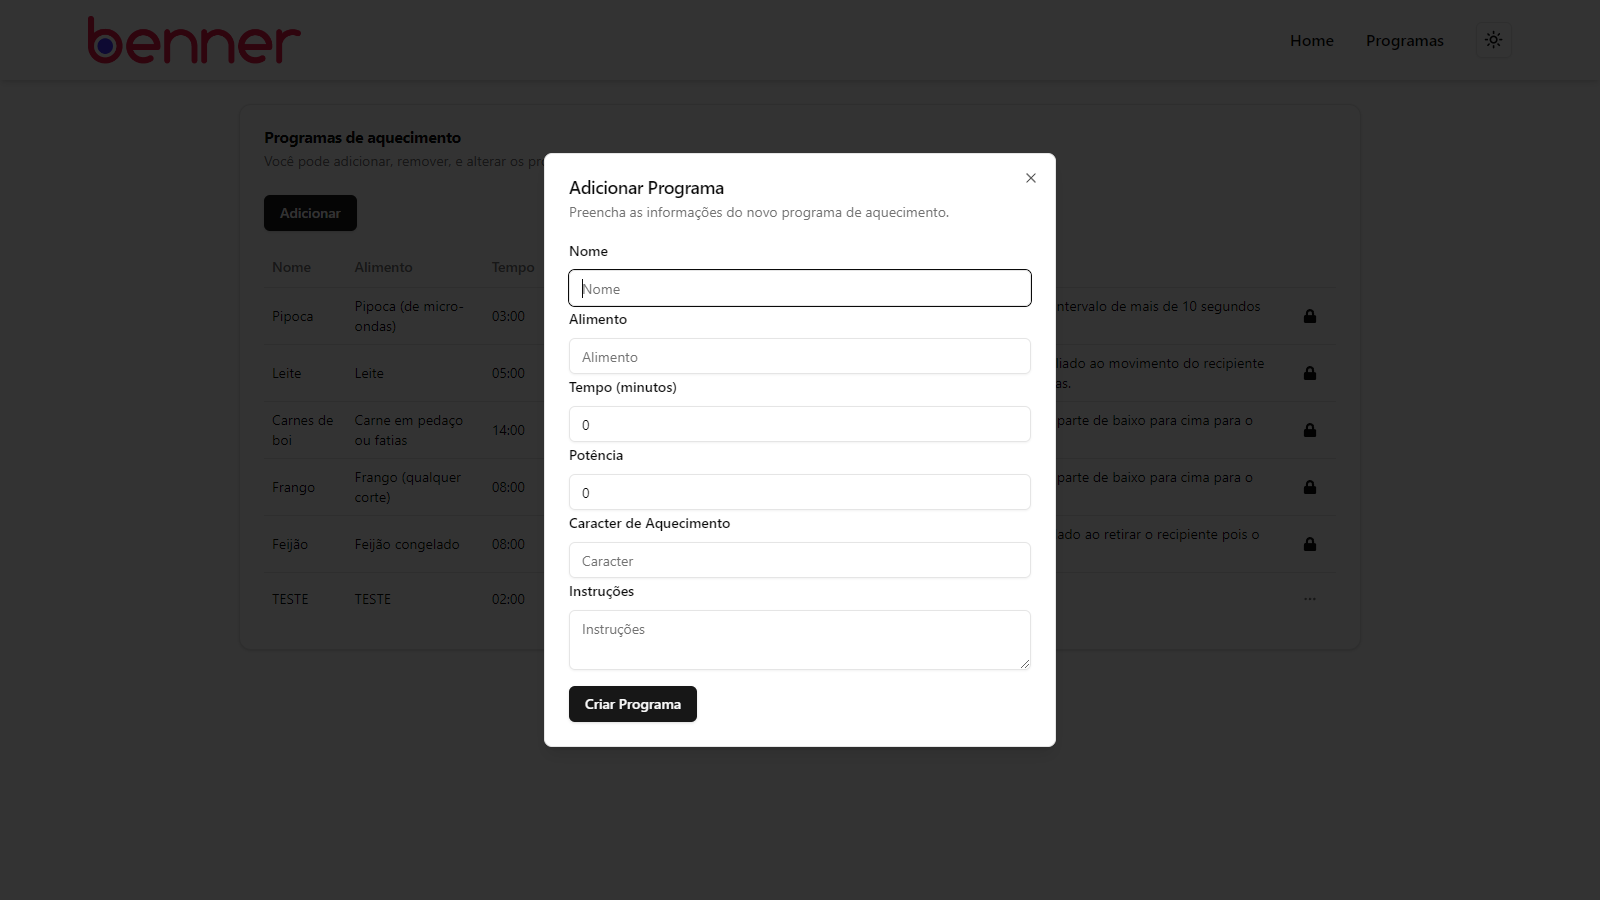 benner
Home
Programas
Programas de aquecimento
Você pode adicionar, remover, e alterar os
Adicionar
Nome Alimento Tempo
Pipoca Pipoca (de micro-ondas) 03:00 ntervalo de mais de 10 segundos
Leite Leite 05:00 liado ao movimento do recipiente
as.
Carnes de boi Carne em pedaço ou fatias 14:00 parte de baixo para cima para o
Frango Frango (qualquer corte) 08:00 parte de baixo para cima para o
Feijão Feijão congelado 08:00 ado ao retirar o recipiente pois o
TESTE TESTE 02:00 ...
Adicionar Programa
Preencha as informações do novo programa de aquecimento.
Nome
Nome
Alimento
Alimento
Tempo (minutos)
0
Potência
0
Caracter de Aquecimento
Caracter
Instruções
Instruções
Criar Programa